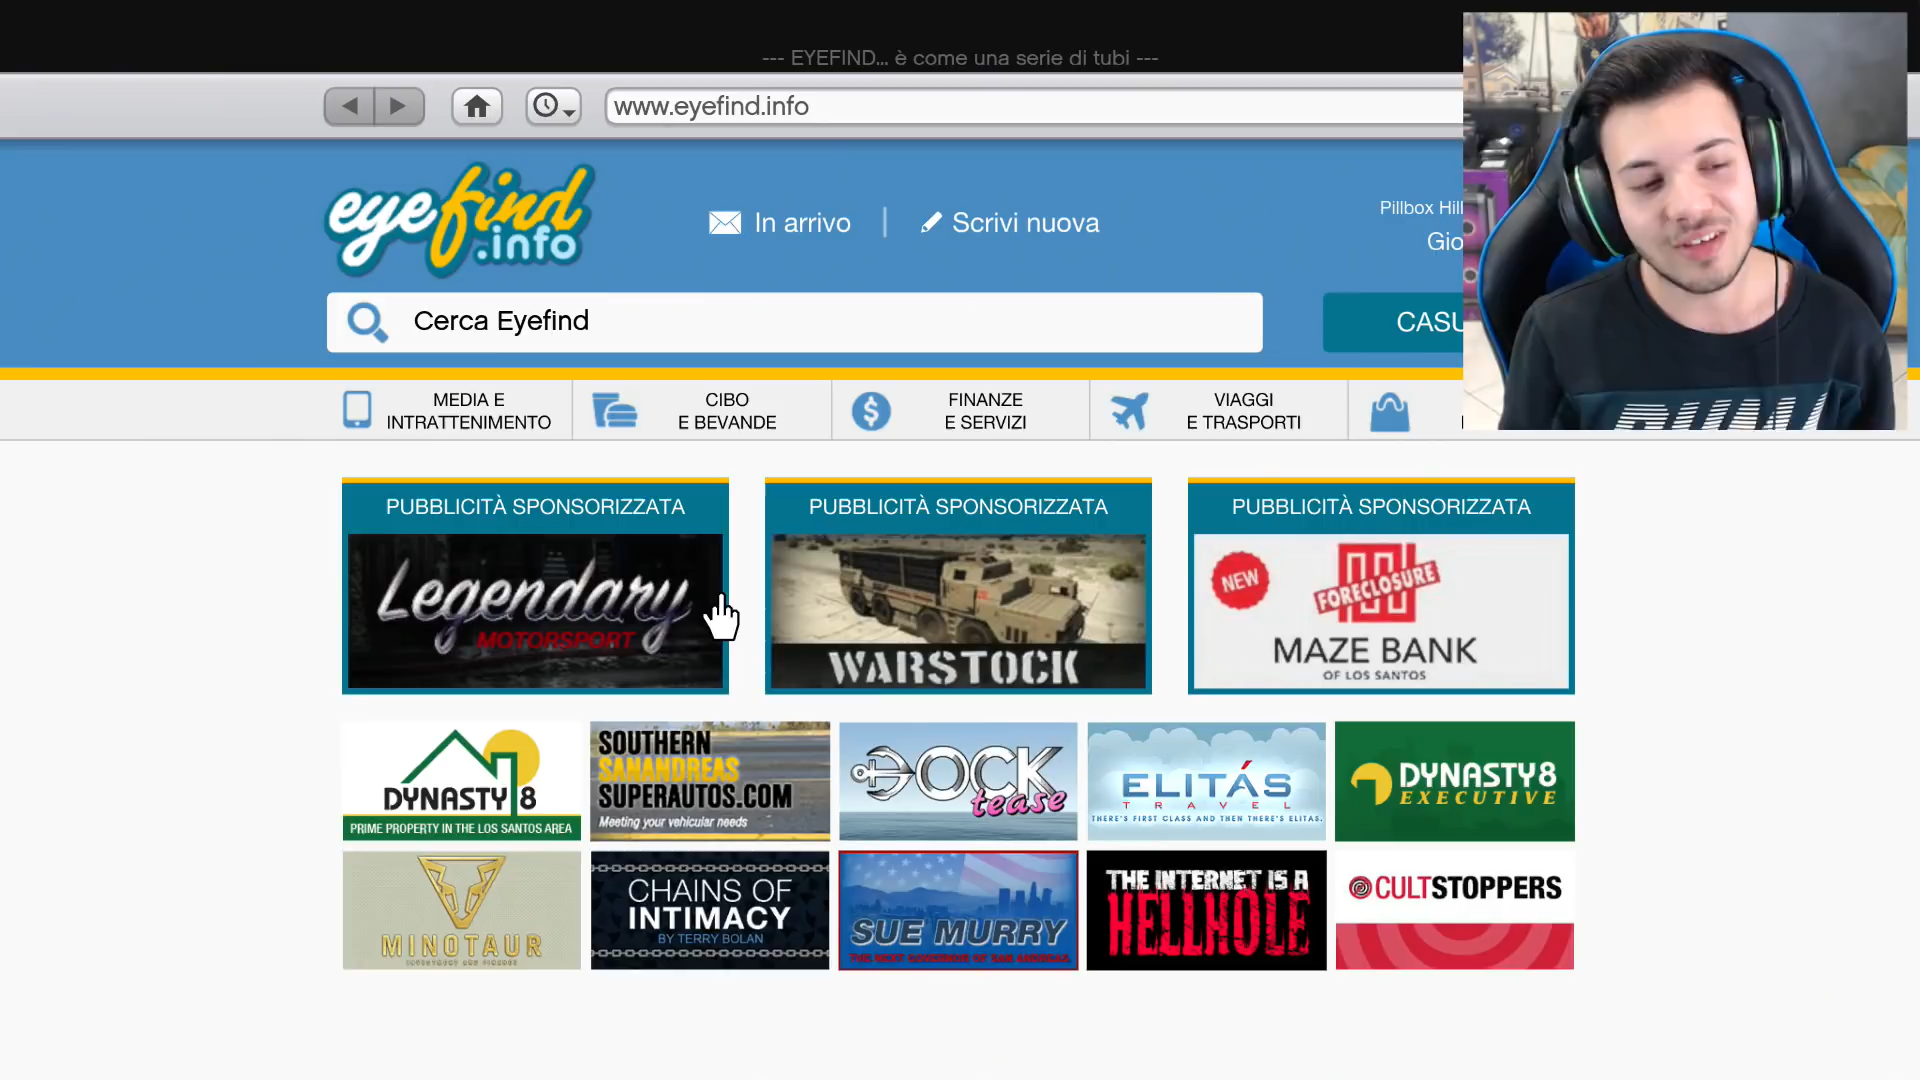 --- EYEFIND... è come una serie di tubi ---
www.eyefind.info
eyefind
.info
In arrivo
Scrivi nuova
Pillbox Hill
Gio
Cerca Eyefind
CASU
MEDIA E
INTRATTENIMENTO
CIBO
E BEVANDE
FINANZE
E SERVIZI
VIAGGI
E TRASPORTI
PUBBLICITÀ SPONSORIZZATA
Legendary
MOTORSPORT
PUBBLICITÀ SPONSORIZZATA
WARSTOCK
PUBBLICITÀ SPONSORIZZATA
NEW
FORECLOSURE
MAZE BANK
OF LOS SANTOS
DYNASTY 8
PRIME PROPERTY IN THE LOS SANTOS AREA
SOUTHERN
SANANDREAS
SUPERAUTOS.COM
Meeting your vehicular needs
DOCK
tease
ELITÁS
TRAVEL
THERE'S FIRST CLASS AND THEN THERE'S ELITAS.
DYNASTY8
EXECUTIVE
MINOTAUR
CHAINS OF
INTIMACY
BY TERRY BOLAN
SUE MURRY
THE INTERNET IS A
HELLHOLE
CULTSTOPPERS